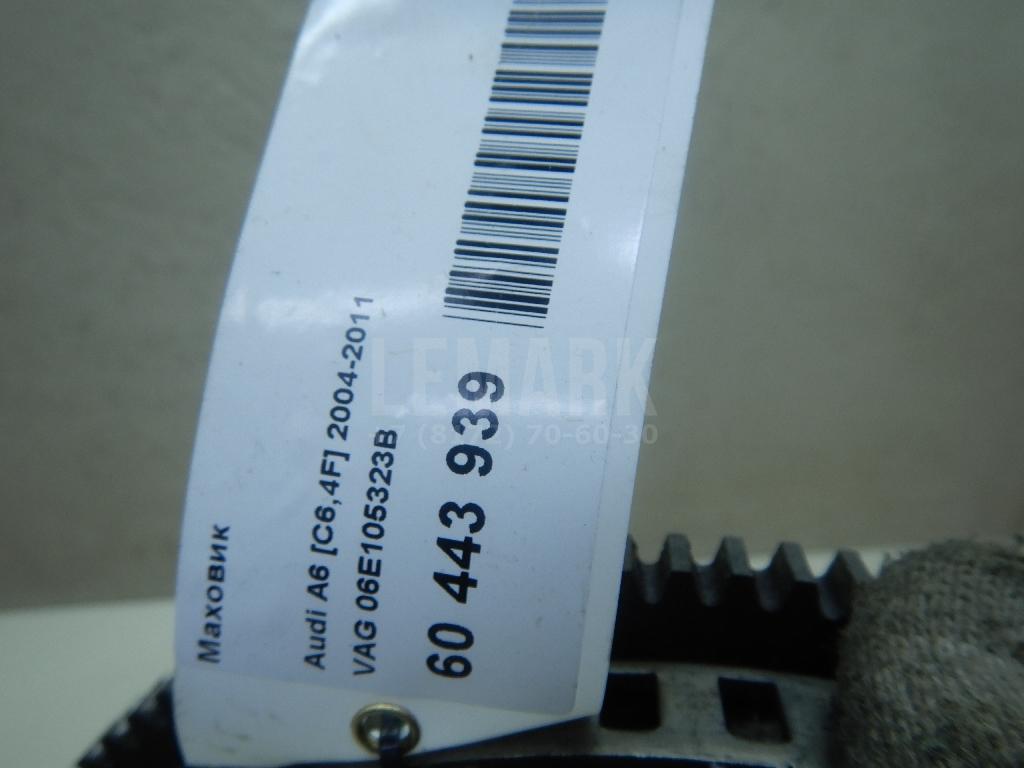 Маховик
Audi A6 [C6,4F] 2004-2011
VAG 06E105323B
60 443 939
LEMARK
70-60-30